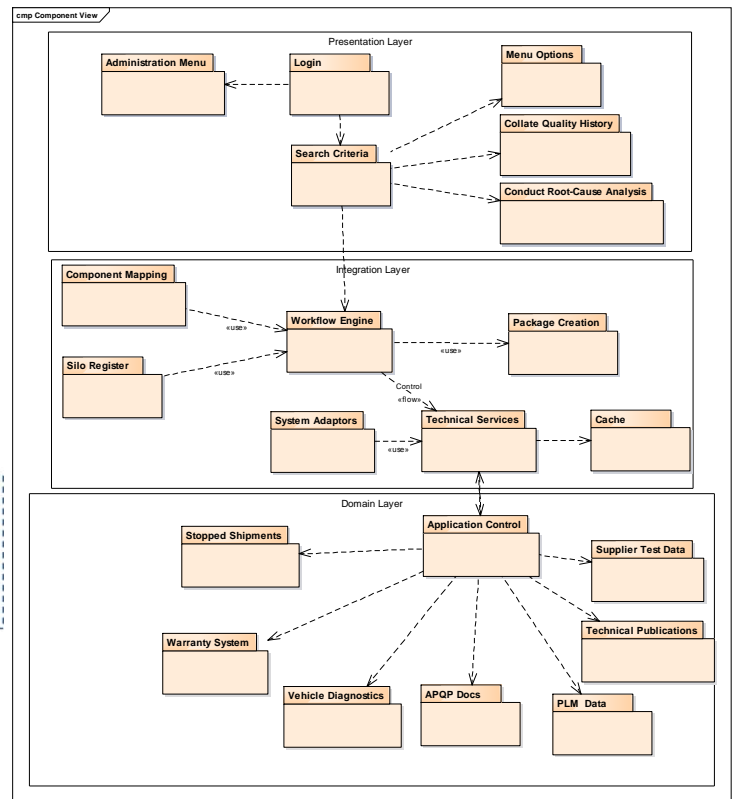 cmp Component View
Presentation Layer
Administration Menu
Login
Menu Options
Collate Quality History
Search Criteria
Conduct Root-Cause Analysis
Integration Layer
Component Mapping
Workflow Engine
Package Creation
«use»
«use»
Silo Register
«use»
Control
«flow»
System Adaptors
Technical Services
Cache
«use»
Domain Layer
Application Control
Stopped Shipments
Supplier Test Data
Technical Publications
Warranty System
Vehicle Diagnostics
APQP Docs
PLM Data